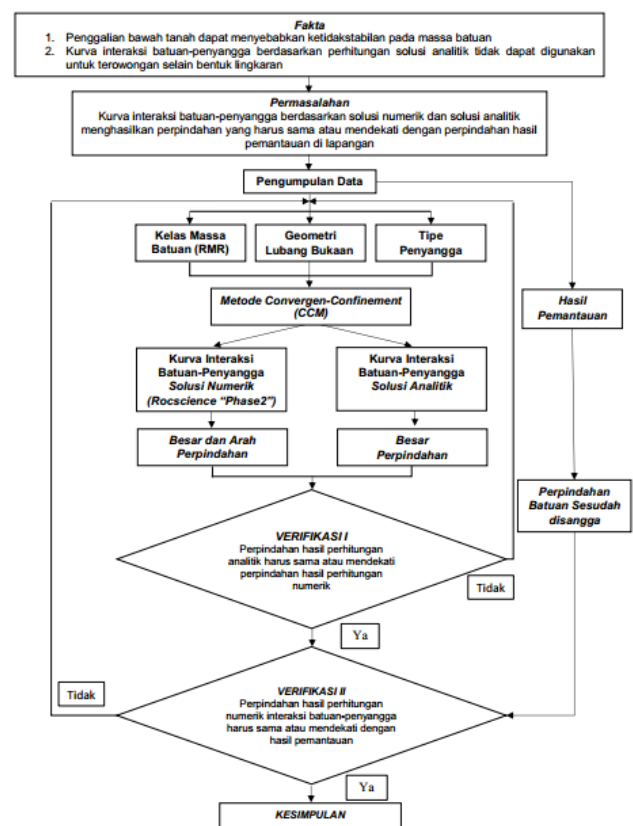 Fakta
1. Penggalian bawah tanah dapat menyebabkan ketidakstabilan pada massa batuan
2. Kurva interaksi batuan-penyangga berdasarkan perhitungan solusi analitik tidak dapat digunakan
untuk terowongan selain bentuk lingkaran
Permasalahan
Kurva interaksi batuan-penyangga berdasarkan solusi numerik dan solusi analitik
menghasilkan perpindahan yang harus sama atau mendekati dengan perpindahan hasil
pemantauan di lapangan
Pengumpulan Data
Kelas Massa
Batuan (RMR)
Geometri
Lubang Bukaan
Tipe
Penyangga
Metode Convergen-Confinement
(CCM)
Hasil
Pemantauan
Kurva Interaksi
Batuan-Penyangga
Solusi Numerik
(Rocscience “Phase2”)
Kurva Interaksi
Batuan-Penyangga
Solusi Analitik
Besar dan Arah
Perpindahan
Besar
Perpindahan
Perpindahan
Batuan Sesudah
disangga
VERIFIKASI I
Perpindahan hasil perhitungan
analitik harus sama atau mendekati
perpindahan hasil perhitungan
numerik
Tidak
Ya
VERIFIKASI II
Perpindahan hasil perhitungan
numerik interaksi batuan-penyangga
harus sama atau mendekati dengan
hasil pemantauan
Tidak
Ya
KESIMPULAN